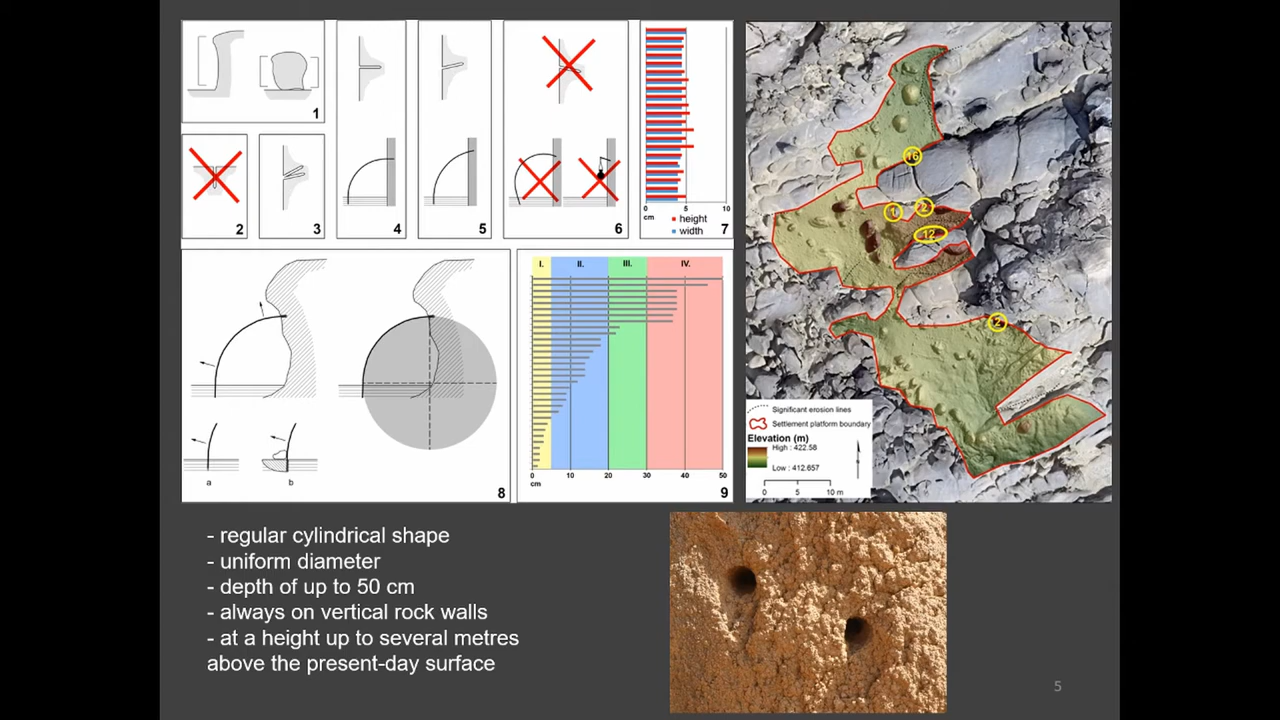 1
2
3
4
5
6
0 5 10
cm
height
width
7
a
b
8
I. II. III. IV.
0 10 20 30 40 50
cm
9
16
1
2
12
2
Significant erosion lines
Settlement platform boundary
Elevation (m)
High : 422.58
Low : 412.657
0 5 10 m
- regular cylindrical shape
- uniform diameter
- depth of up to 50 cm
- always on vertical rock walls
- at a height up to several metres
above the present-day surface
5